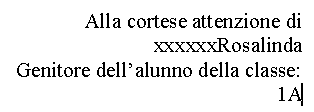 Alla cortese attenzione di
xxxxxxRosalinda
Genitore dell'alunno della classe:
1A